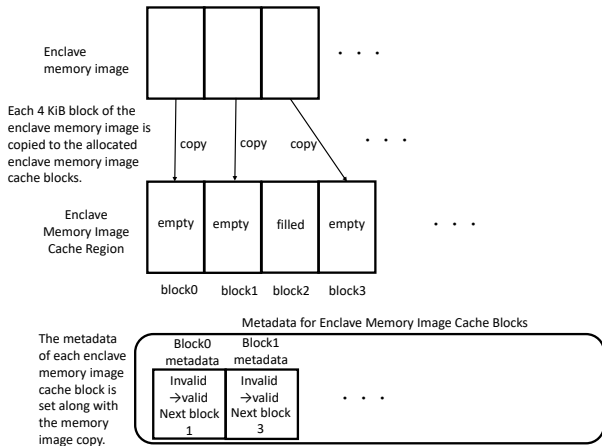 Enclave
memory image
. . .
Each 4 KiB block of the
enclave memory image is
copied to the allocated
enclave memory image
cache blocks.
copy
copy
copy
. . .
Enclave
Memory Image
Cache Region
empty
empty
filled
empty
. . .
block0
block1
block2
block3
Metadata for Enclave Memory Image Cache Blocks
The metadata
of each enclave
memory image
cache block is
set along with
the memory
image copy.
Block0
metadata
Invalid
→valid
Next block
1
Block1
metadata
Invalid
→valid
Next block
3
. . .